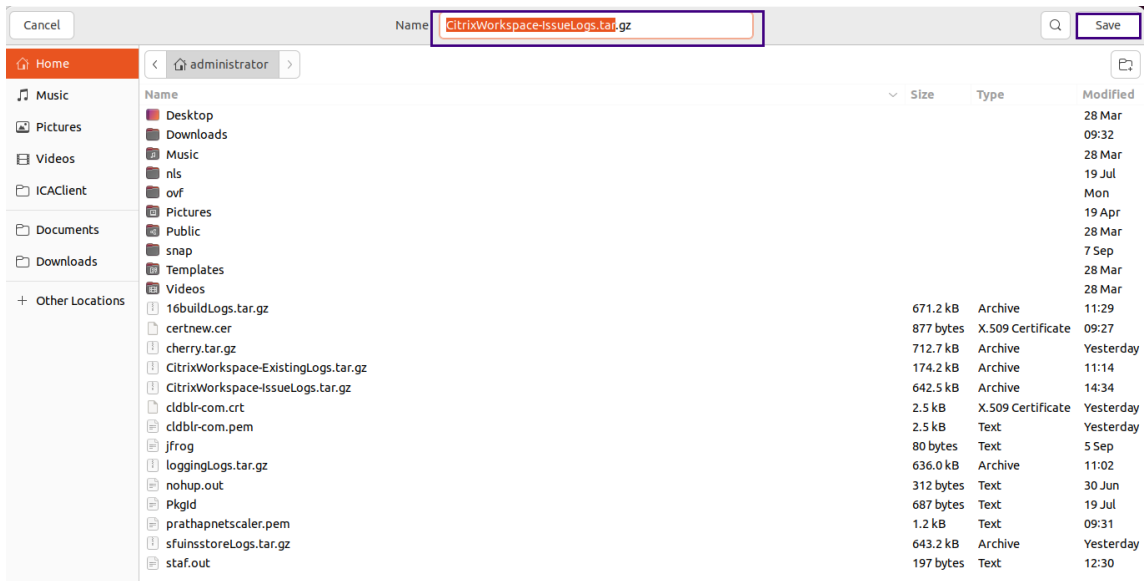 Cancel Name CitrixWorkspace-IssueLogs.tar.gz Save
Home administrator
Music Name Size Type Modified
Desktop 28 Mar
Pictures Downloads 09:32
Music 28 Mar
Videos nls 19 Jul
ICAClient ovf Mon
Pictures 19 Apr
Documents Public 28 Mar
snap 7 Sep
Downloads Templates 28 Mar
Videos 28 Mar
+ Other Locations 16buildLogs.tar.gz 671.2 kB Archive 11:29
certnew.cer 877 bytes X.509 Certificate 09:27
cherry.tar.gz 712.7 kB Archive Yesterday
CitrixWorkspace-ExistingLogs.tar.gz 174.2 kB Archive 11:14
CitrixWorkspace-IssueLogs.tar.gz 642.5 kB Archive 14:34
cldblr-com.crt 2.5 kB X.509 Certificate Yesterday
cldblr-com.pem 2.5 kB Text Yesterday
jfrog 80 bytes Text 5 Sep
loggingLogs.tar.gz 636.0 kB Archive 11:02
nohup.out 312 bytes Text 30 Jun
PkgId 687 bytes Text 19 Jul
prathapnetscaler.pem 1.2 kB Text 09:31
sfuinsstoreLogs.tar.gz 643.2 kB Archive Yesterday
staf.out 197 bytes Text 12:30